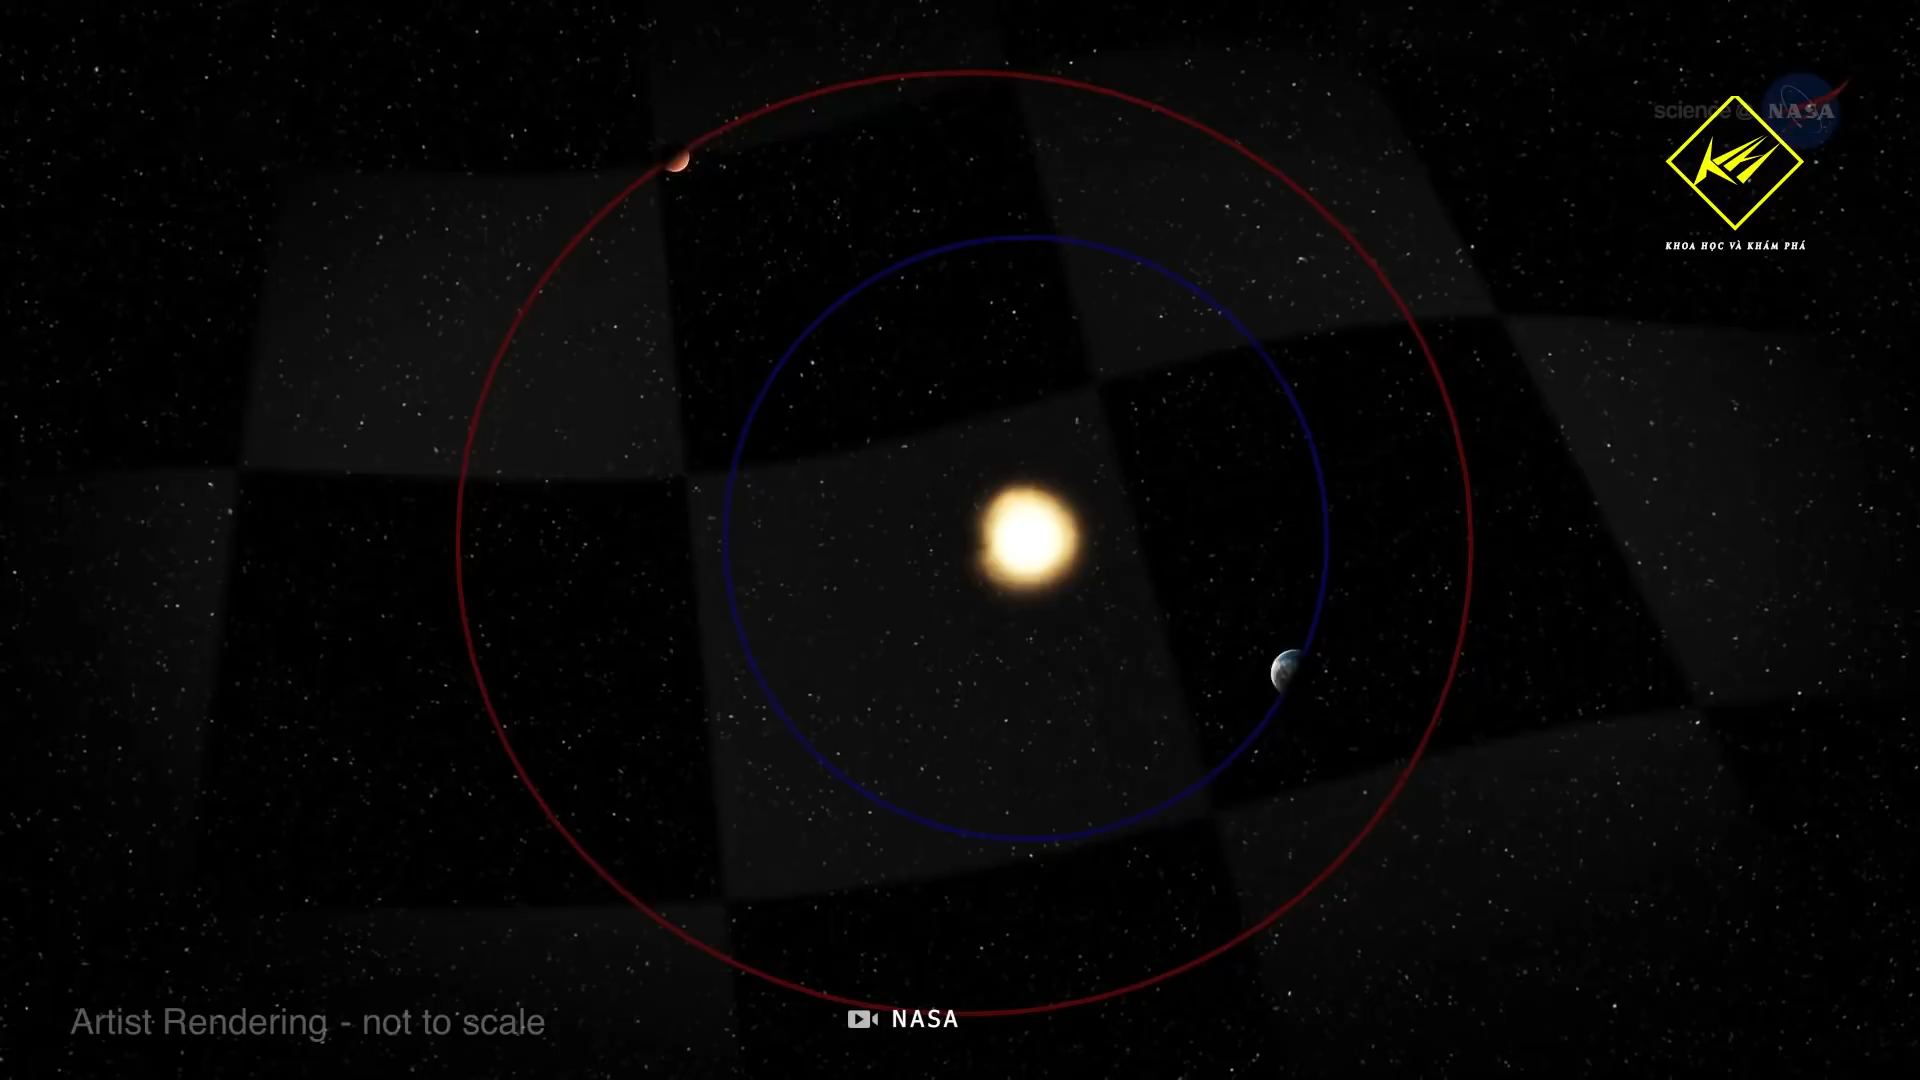 science @ NASA
KHOA HỌC VÀ KHÁM PHÁ
Artist Rendering - not to scale
NASA